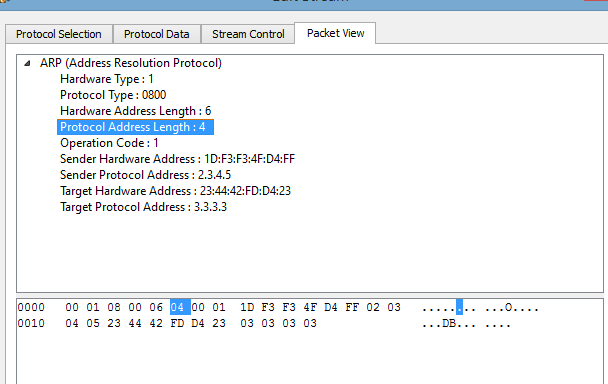 Protocol Selection Protocol Data Stream Control Packet View
ARP (Address Resolution Protocol)
Hardware Type : 1
Protocol Type : 0800
Hardware Address Length : 6
Protocol Address Length : 4
Operation Code : 1
Sender Hardware Address : 1D:F3:F3:4F:D4:FF
Sender Protocol Address : 2.3.4.5
Target Hardware Address : 23:44:42:FD:D4:23
Target Protocol Address : 3.3.3.3
0000 00 01 08 00 06 04 00 01 1D F3 F3 4F D4 FF 02 03 ........ ...O....
0010 04 05 23 44 42 FD D4 23 03 03 03 03 ...DB... ....